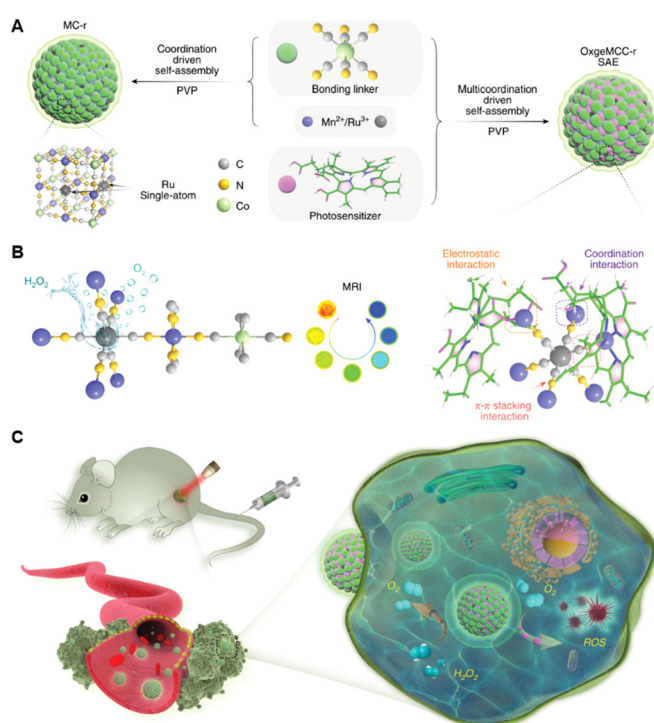 A
MC-r
Coordination
driven
self-assembly
PVP
Bonding linker
Mn²⁺/Ru³⁺
Photosensitizer
Multicoordination
driven
self-assembly
PVP
OxgeMCC-r
SAE
Ru
Single-atom
C
N
Co
B
H₂O₂
O₂
MRI
Electrostatic
interaction
Coordination
interaction
π-π stacking
interaction
C
O₂
O₂
H₂O₂
ROS